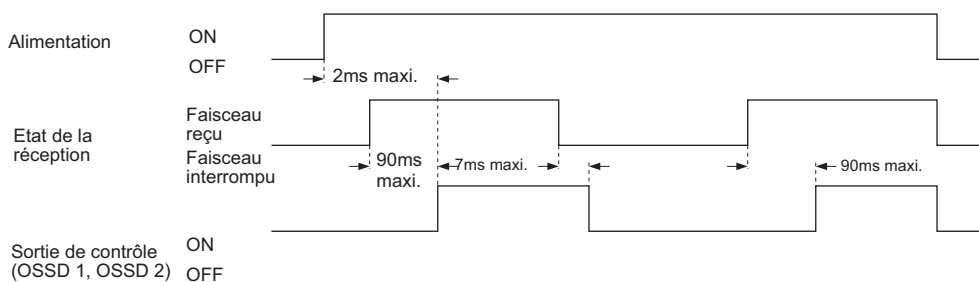 Alimentation
ON
OFF
2ms maxi.
Etat de la
réception
Faisceau
reçu
Faisceau
interrompu
90ms
maxi.
7ms maxi.
90ms maxi.
Sortie de contrôle
(OSSD 1, OSSD 2)
ON
OFF